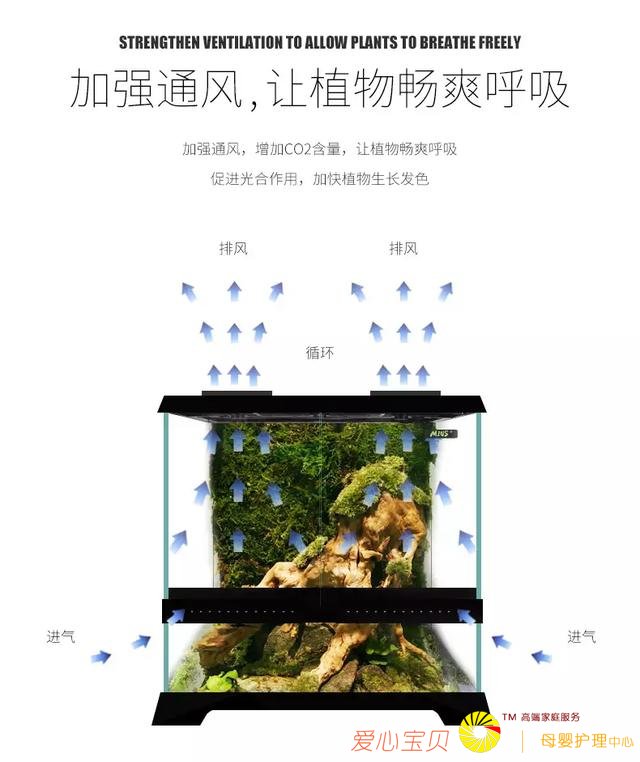 STRENGTHEN VENTILATION TO ALLOW PLANTS TO BREATHE FREELY
加强通风,让植物畅爽呼吸
加强通风，增加CO2含量，让植物畅爽呼吸
促进光合作用，加快植物生长发色
排风 排风
循环
MIUS
进气 进气
TM 高端家庭服务
爱心宝贝 | 母婴护理中心